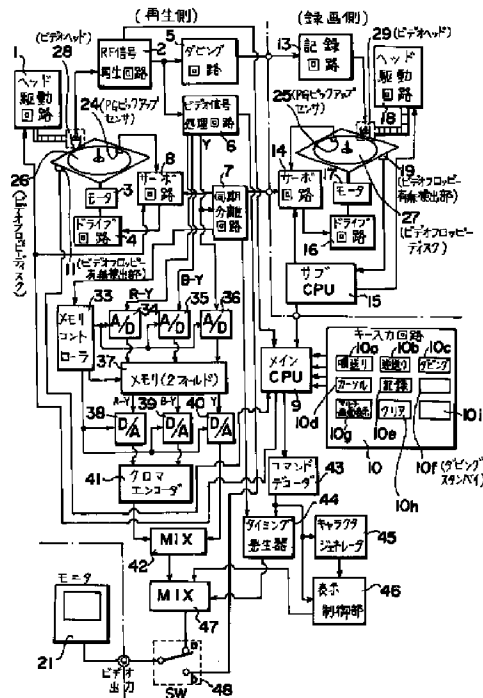 (再生側)
(録画側)
1
ヘッド
駆動
回路
(ビデオヘッド)
28
RF信号
再生回路
2
5
ダビング
回路
13
記録
回路
(ビデオヘッド)
29
ヘッド
駆動
回路
18
24
(PGピックアップ
センサ)
ビデオ信号
処理回路
6
Y
25
(PGピックアップ
センサ)
26
(ビデオフロッピーディスク)
モータ
3
8
サーボ
回路
7
同期
分離
回路
14
サーボ
回路
17
モータ
19
(ビデオフロッピー
有無検出部)
27
(ビデオフロッピー
ディスク)
ドライブ
回路
4
ドライブ
回路
16
11
(ビデオフロッピー
有無検出部)
サブ
CPU
15
33
メモリ
コント
ローラ
R-Y
B-Y
A/D
34
A/D
35
A/D
36
37
メモリ(2フィールド)
R-Y
B-Y
Y
38
D/A
39
D/A
40
D/A
メイン
CPU
9
キー入力回路
10a
10b
10c
順送り
逆送り
ダビング
カーソル
記録
マルチ
画面表示
クリア
10d
10e
10f
(ダビング
スタンバイ)
10g
10h
10i
10
41
クロマ
エンコーダ
コマンド
デコーダ
43
44
タイミング
発生器
キャラクタ
ジェネレータ
45
MIX
42
MIX
47
表示
制御部
46
モニタ
21
ビデオ
出力
a
b
SW
48